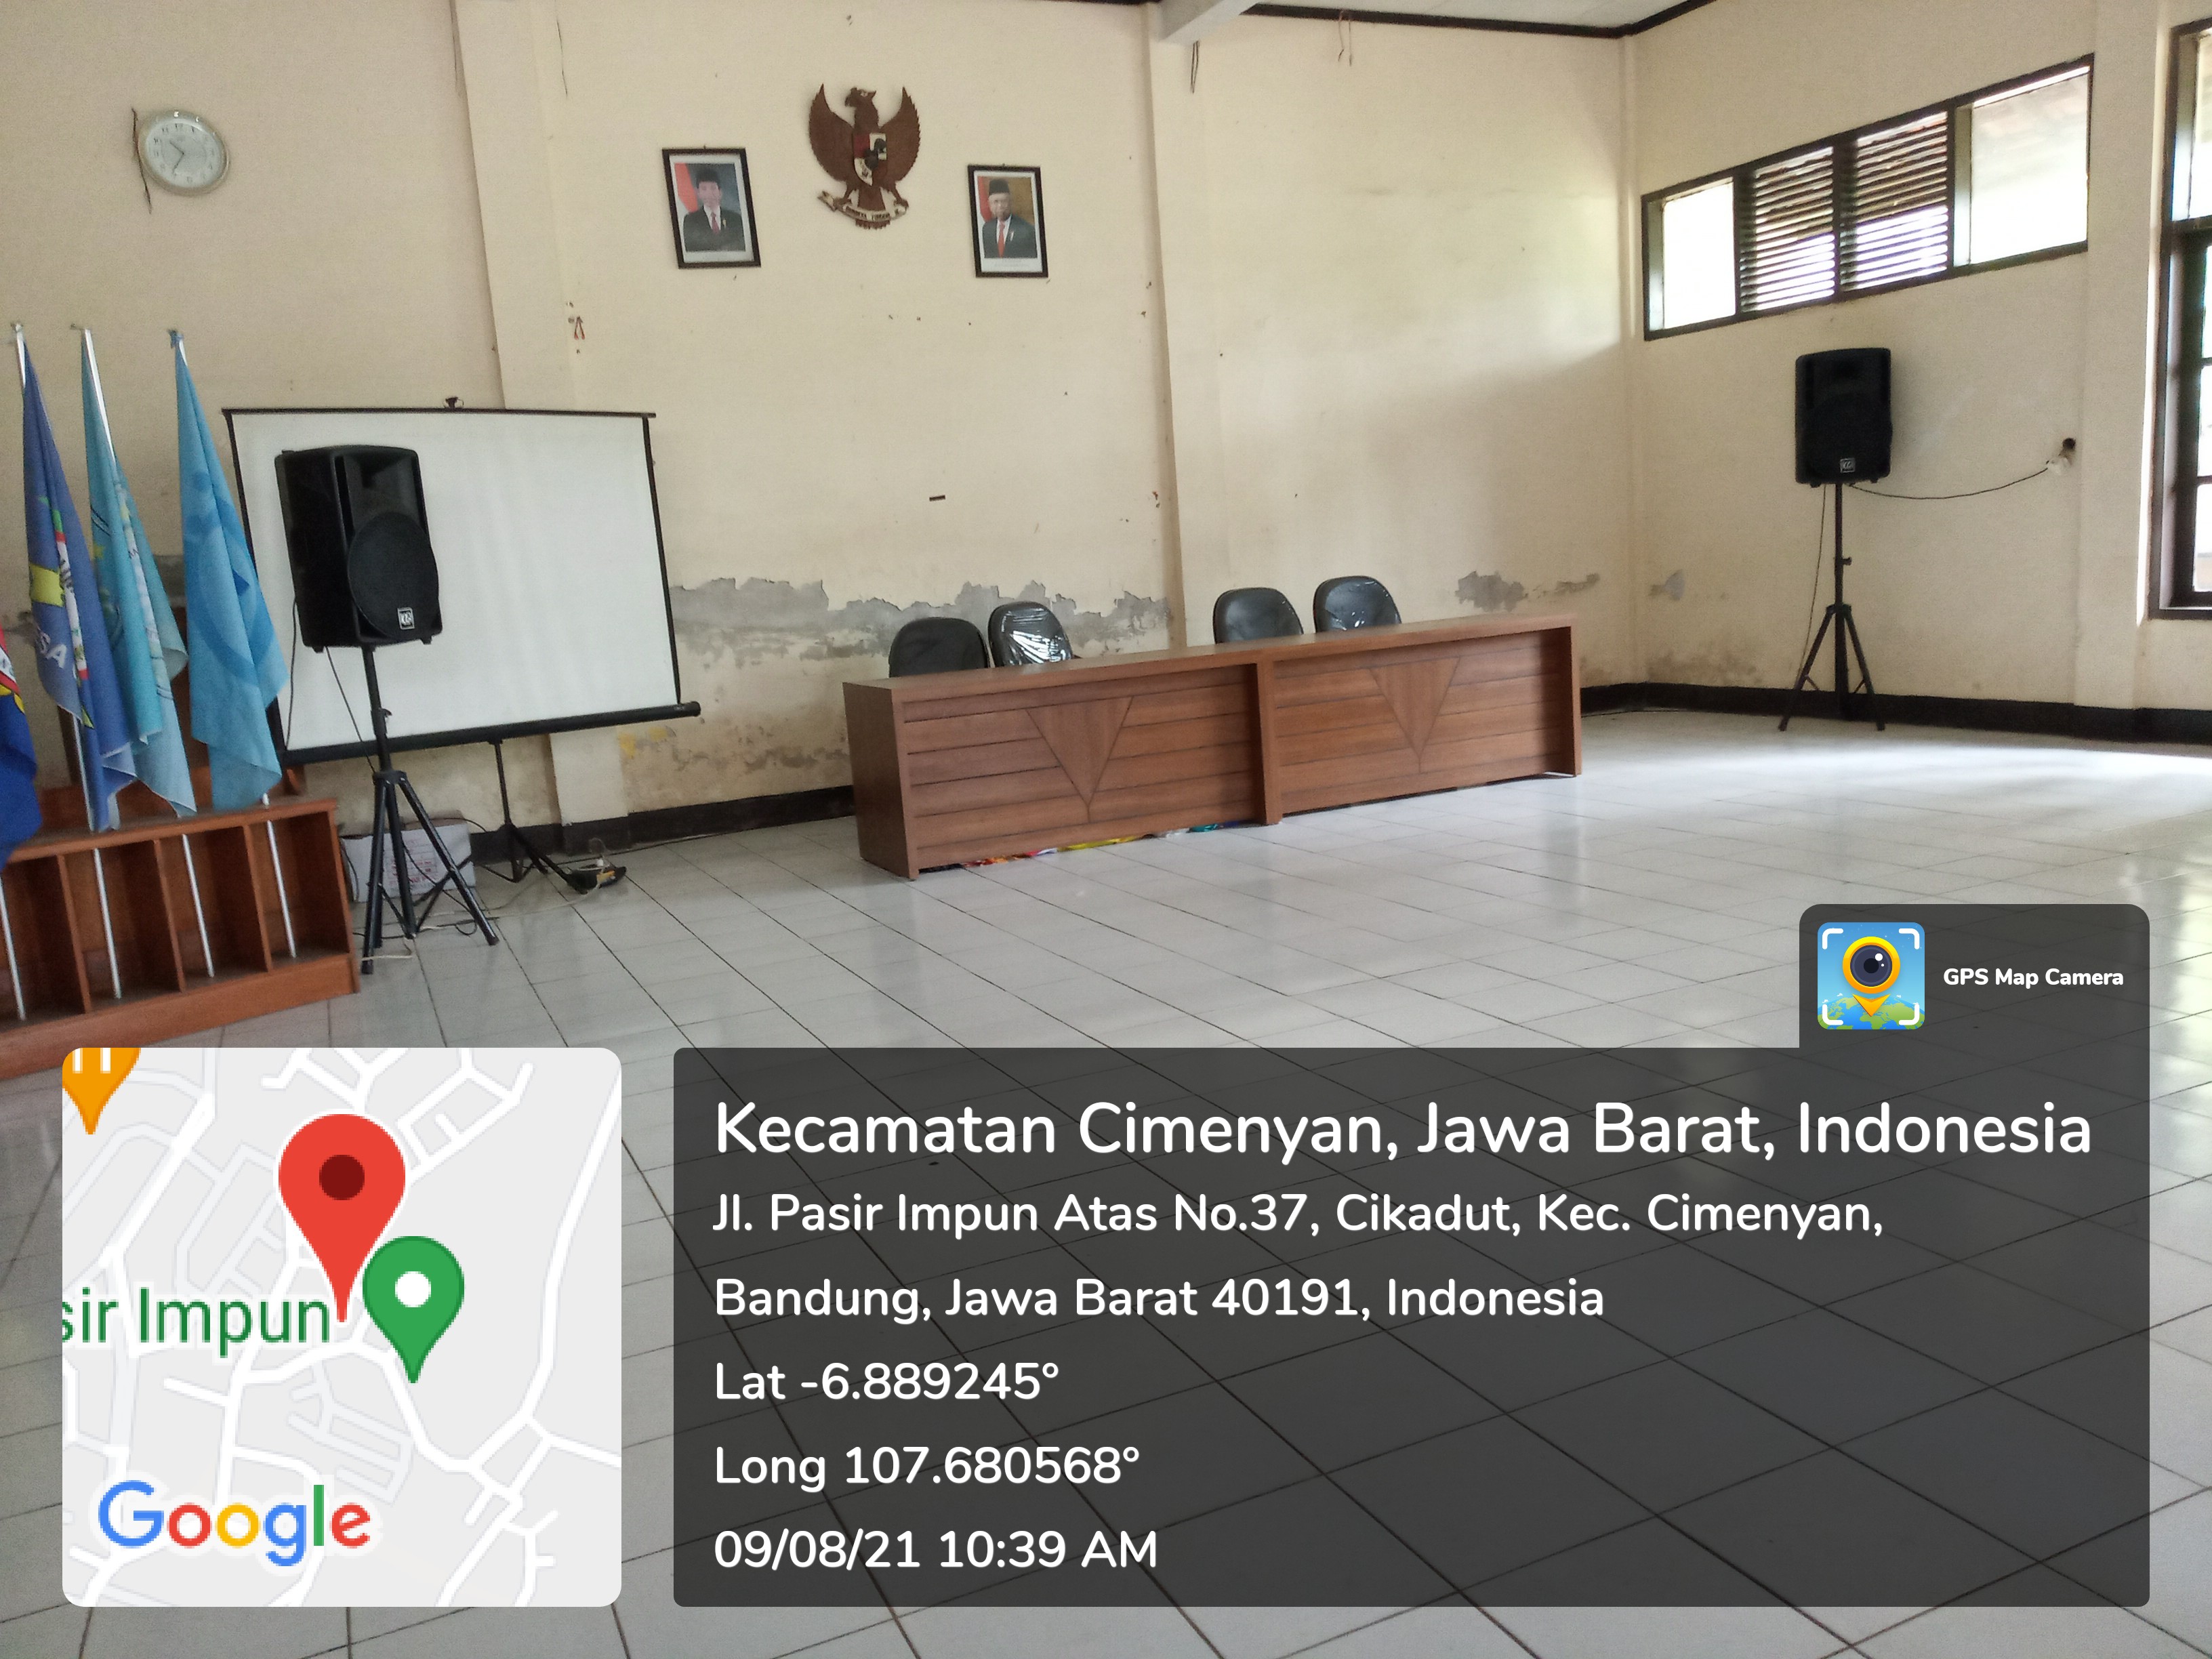 GPS Map Camera
Kecamatan Cimenyan, Jawa Barat, Indonesia
Jl. Pasir Impun Atas No.37, Cikadut, Kec. Cimenyan,
Bandung, Jawa Barat 40191, Indonesia
Lat -6.889245°
Long 107.680568°
09/08/21 10:39 AM
sir Impun
Google